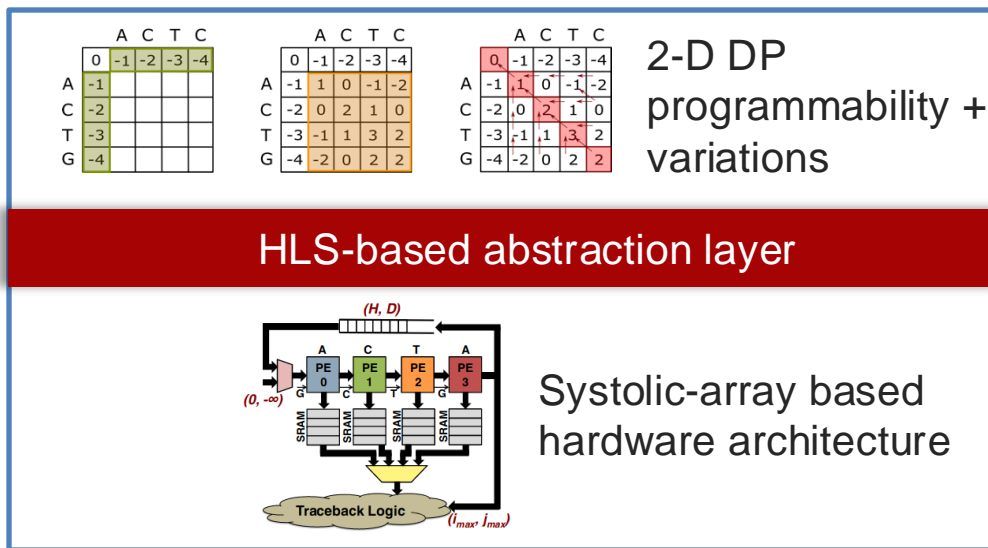 A C T C
0 -1 -2 -3 -4
A -1
C -2
T -3
G -4
A C T C
0 -1 -2 -3 -4
A -1 1 0 -1 -2
C -2 0 2 1 0
T -3 -1 1 3 2
G -4 -2 0 2 2
A C T C
0 -1 -2 -3 -4
A -1 1 0 -1 -2
C -2 0 2 1 0
T -3 -1 1 3 2
G -4 -2 0 2 2
2-D DP
programmability +
variations
HLS-based abstraction layer
(H, D)
A C T A
PE 0 PE 1 PE 2 PE 3
(0, -∞) G C T G
SRAM SRAM SRAM SRAM
Traceback Logic
(i_max, j_max)
Systolic-array based
hardware architecture